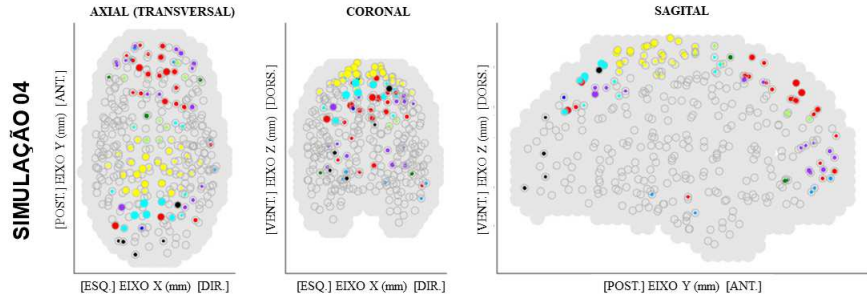 AXIAL (TRANSVERSAL)
CORONAL
SAGITAL
SIMULAÇÃO 04
[POST.] EIXO Y (mm) [ANT.]
[VENT.] EIXO Z (mm) [DORS.]
[VENT.] EIXO Z (mm) [DORS.]
[ESQ.] EIXO X (mm) [DIR.]
[ESQ.] EIXO X (mm) [DIR.]
[POST.] EIXO Y (mm) [ANT.]